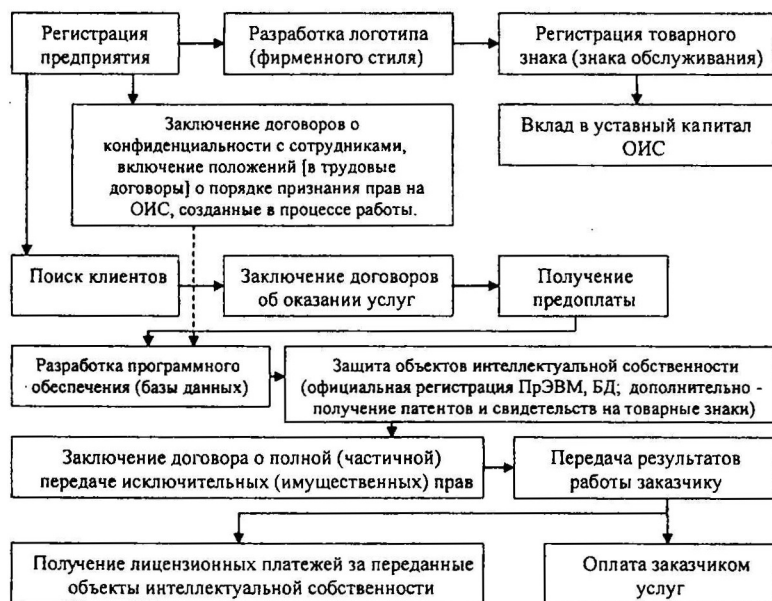 Регистрация
предприятия
Разработка логотипа
(фирменного стиля)
Регистрация товарного
знака (знака обслуживания)
Заключение договоров о
конфиденциальности с сотрудниками,
включение положений [в трудовые
договоры] о порядке признания прав на
ОИС, созданные в процессе работы.
Вклад в уставный капитал
ОИС
Поиск клиентов
Заключение договоров
об оказании услуг
Получение
предоплаты
Разработка программного
обеспечения (базы данных)
Защита объектов интеллектуальной собственности
(официальная регистрация ПрЭВМ, БД; дополнительно -
получение патентов и свидетельств на товарные знаки)
Заключение договора о полной (частичной)
передаче исключительных (имущественных) прав
Передача результатов
работы заказчику
Получение лицензионных платежей за переданные
объекты интеллектуальной собственности
Оплата заказчиком
услуг